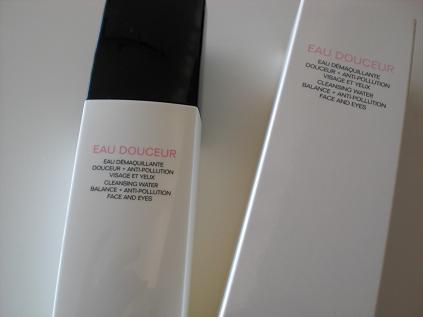 EAU DOUCEUR
EAU DÉMAQUILLANTE
DOUCEUR + ANTI-POLLUTION
VISAGE ET YEUX
CLEANSING WATER
BALANCE + ANTI-POLLUTION
FACE AND EYES
EAU DOUCEUR
EAU DÉMAQUILLANTE
DOUCEUR + ANTI-POLLUTION
VISAGE ET YEUX
CLEANSING WATER
BALANCE + ANTI-POLLUTION
FACE AND EYES